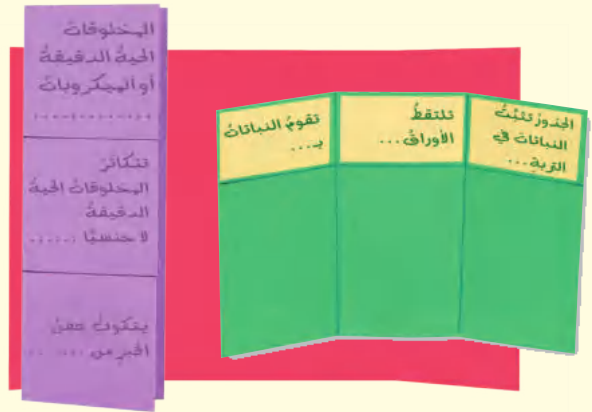 المخلوقات
الحية الدقيقة
أو الميكروبات
..............
تتكاثر
المخلوقات الحية
الدقيقة
لا جنسيًا ......
يتكون عفن
الخبز من ........
الجذور تثبِّتُ
النباتات في
التربة...
تلتقطُ
الأوراق...
تقومُ النباتاتُ
بـ...